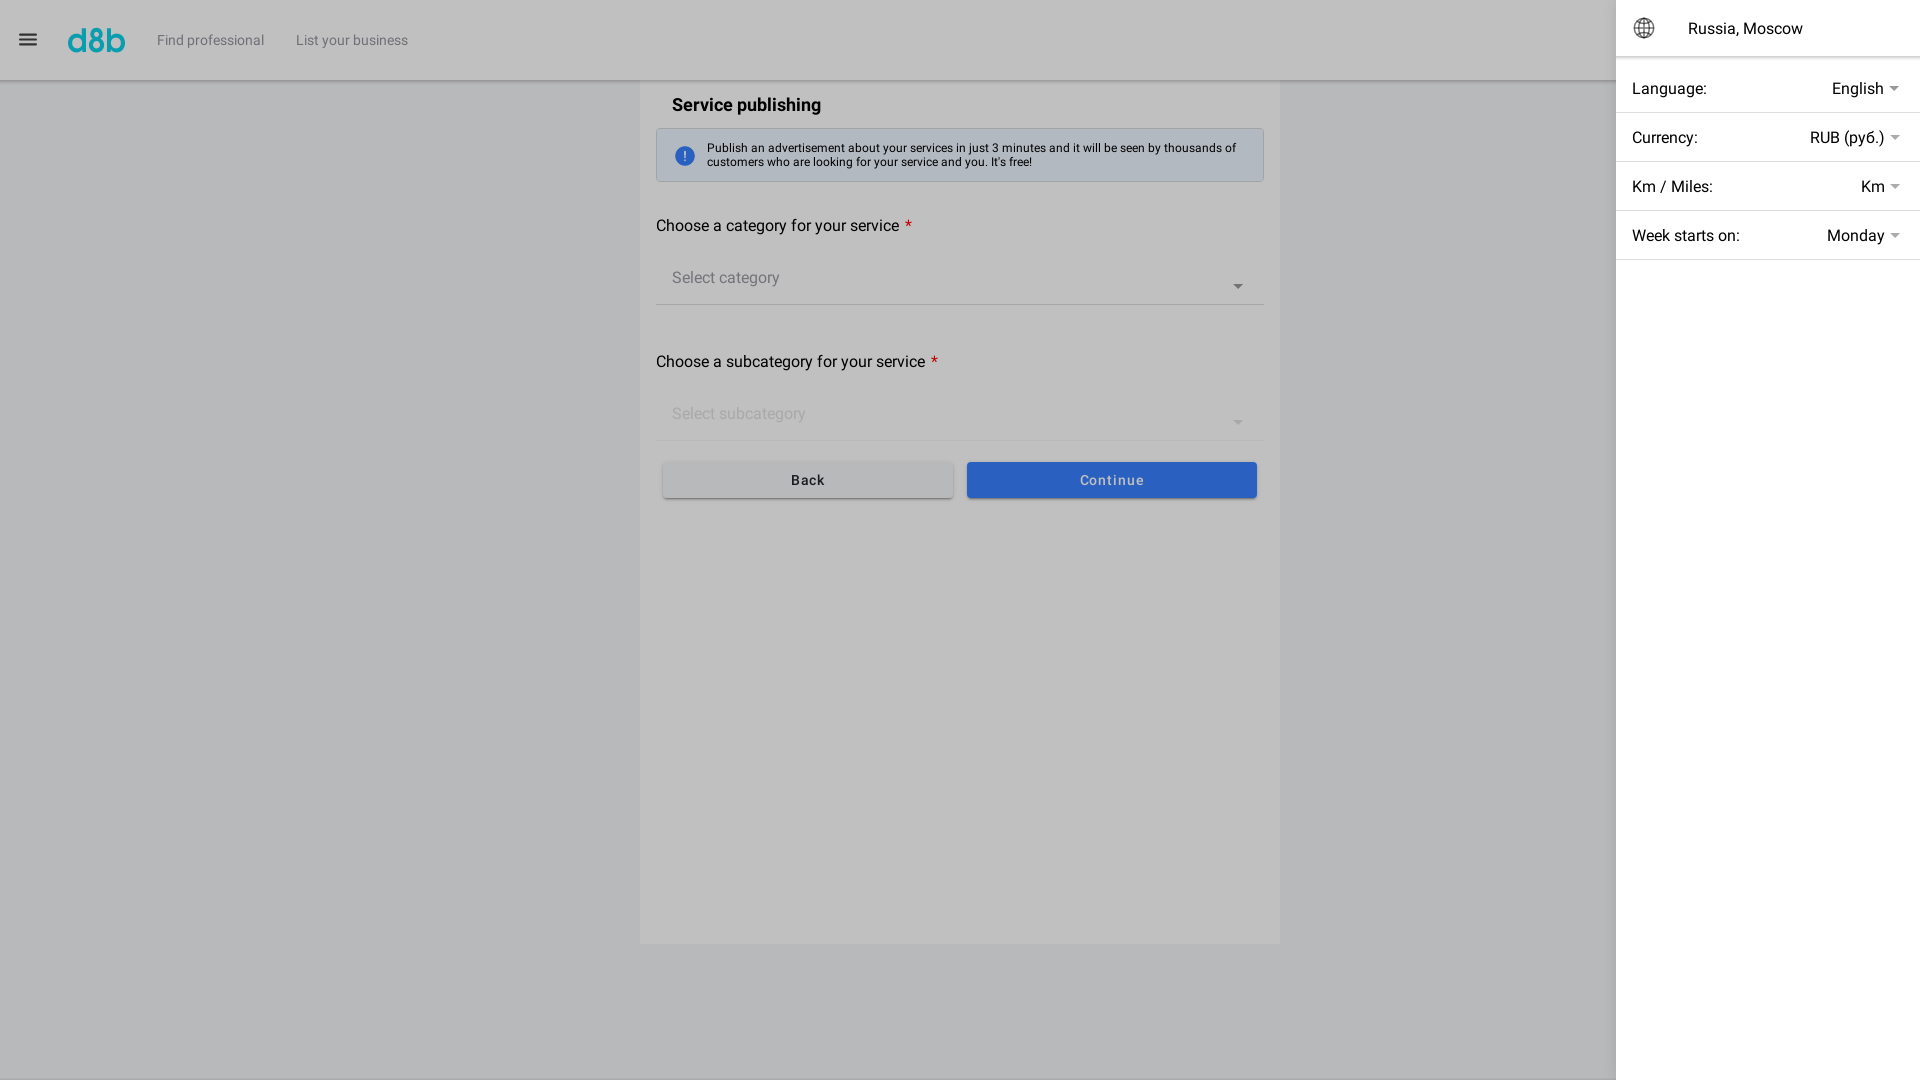 d8b
Find professional
List your business
Service publishing
Publish an advertisement about your services in just 3 minutes and it will be seen by thousands of
customers who are looking for your service and you. It's free!
Choose a category for your service *
Select category
Choose a subcategory for your service *
Select subcategory
Back
Continue
Russia, Moscow
Language: English
Currency: RUB (руб.)
Km / Miles: Km
Week starts on: Monday